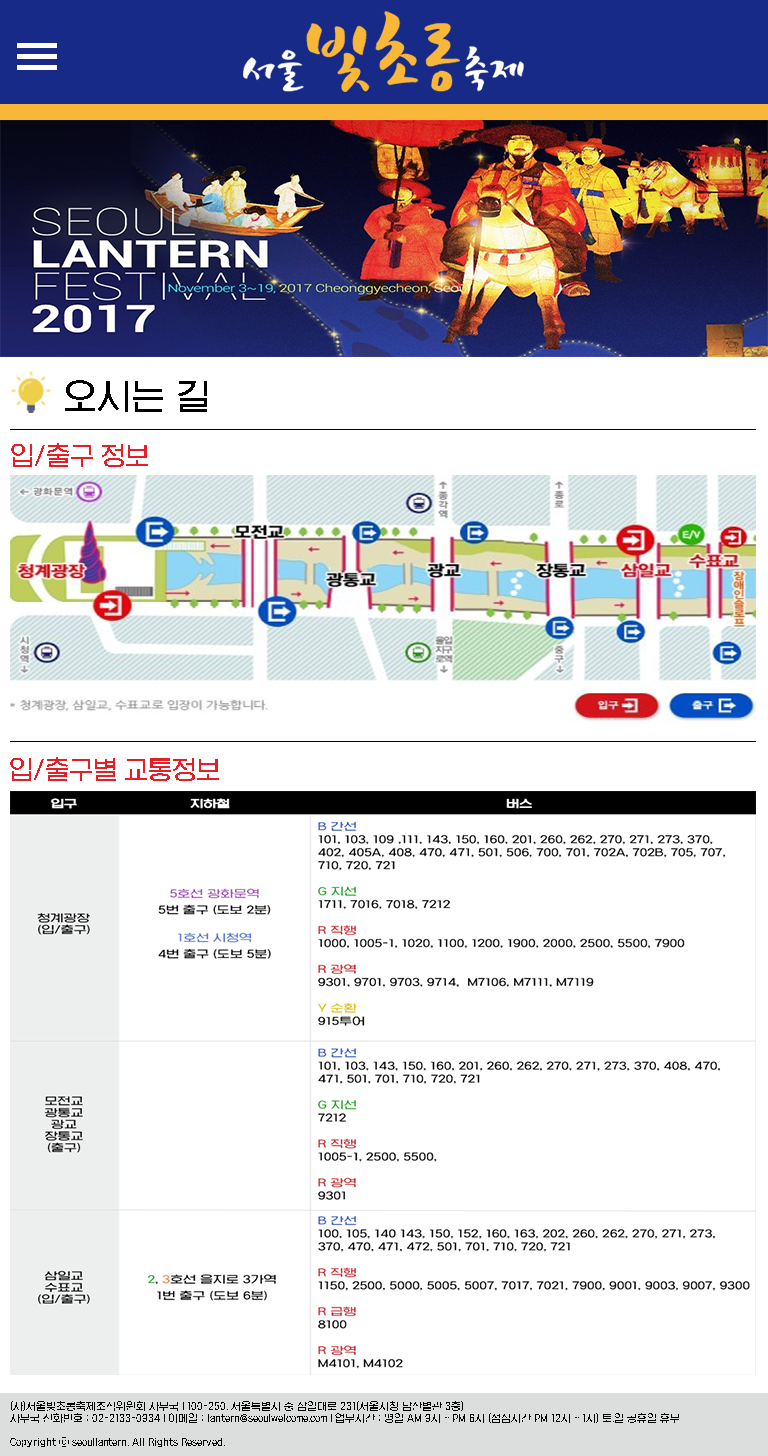 서울 빛초롱 축제
SEOUL
LANTERN
FESTIVAL
2017
November 3~19, 2017 Cheonggyecheon, Seoul
오시는 길
입/출구 정보
← 광화문역
↑종각역
↑종로
모전교
E/V
청계광장
광통교
광교
장통교
삼일교
수표교
장애인슬로프
시청역↓
을지로입구역↓
중구↓
* 청계광장, 삼일교, 수표교로 입장이 가능합니다.
입구
출구
입/출구별 교통정보
입구 지하철 버스
청계광장
(입/출구)
5호선 광화문역
5번 출구 (도보 2분)
1호선 시청역
4번 출구 (도보 5분)
B 간선
101, 103, 109 ,111, 143, 150, 160, 201, 260, 262, 270, 271, 273, 370,
402, 405A, 408, 470, 471, 501, 506, 700, 701, 702A, 702B, 705, 707,
710, 720, 721
G 지선
1711, 7016, 7018, 7212
R 직행
1000, 1005-1, 1020, 1100, 1200, 1900, 2000, 2500, 5500, 7900
R 광역
9301, 9701, 9703, 9714, M7106, M7111, M7119
Y 순환
915투어
모전교
광통교
광교
장통교
(출구)
B 간선
101, 103, 143, 150, 160, 201, 260, 262, 270, 271, 273, 370, 408, 470,
471, 501, 701, 710, 720, 721
G 지선
7212
R 직행
1005-1, 2500, 5500,
R 광역
9301
삼일교
수표교
(입/출구)
2, 3호선 을지로 3가역
1번 출구 (도보 6분)
B 간선
100, 105, 140 143, 150, 152, 160, 163, 202, 260, 262, 270, 271, 273,
370, 470, 471, 472, 501, 701, 710, 720, 721
R 직행
1150, 2500, 5000, 5005, 5007, 7017, 7021, 7900, 9001, 9003, 9007, 9300
R 급행
8100
R 광역
M4101, M4102
(사)서울빛초롱축제조직위원회 사무국 | 100-250, 서울특별시 중 삼일대로 231(서울시청 남산별관 3층)
사무국 전화번호 : 02-2133-0934 | 이메일 : lantern@seoulwelcome.com | 업무시간 : 평일 AM 9시 ~ PM 6시 (점심시간 PM 12시 ~ 1시) 토.일 공휴일 휴무
Copyright ⓒ seoullantern. All Rights Reserved.